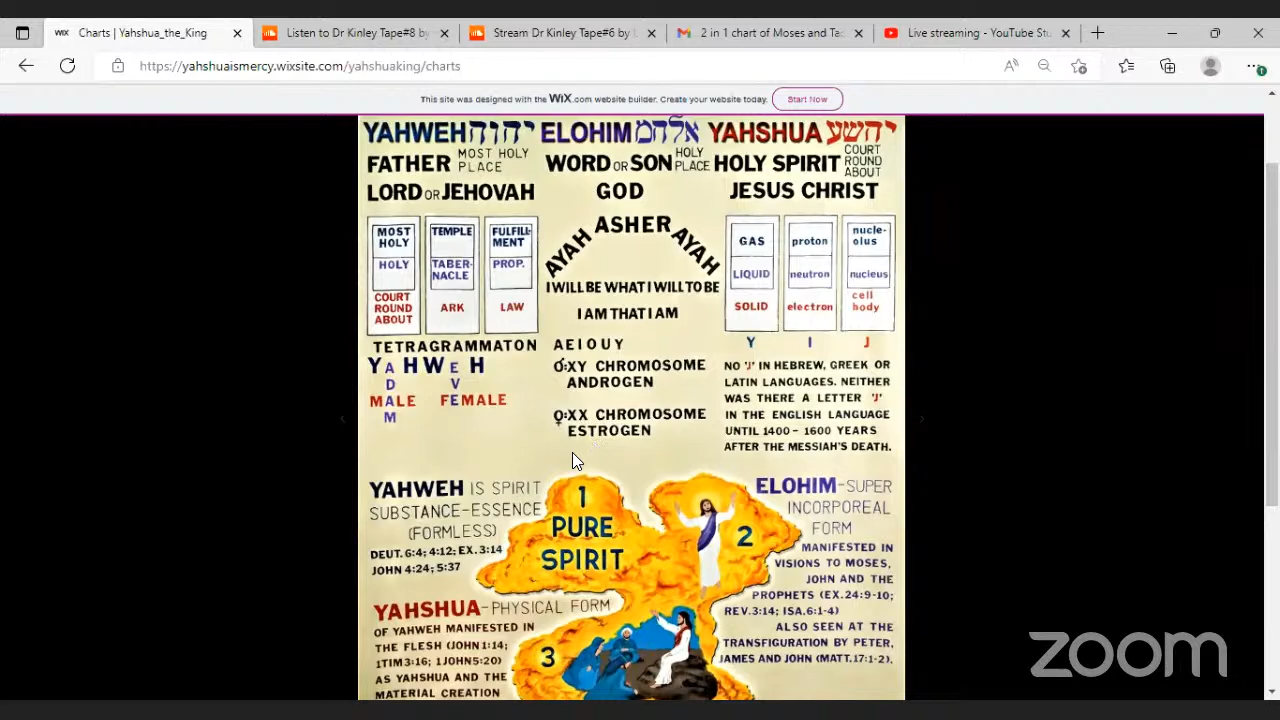 Charts | Yahshua_the_King
Listen to Dr Kinley Tape#8 by
Stream Dr Kinley Tape#6 by
2 in 1 chart of Moses and Ta
Live streaming - YouTube Stu
https://yahshuaismercy.wixsite.com/yahshuaking/charts
This site was designed with the WiX.com website builder. Create your website today. Start Now
YAHWEH יהוה ELOHIM אלהמ YAHSHUA יהשע
FATHER MOST HOLY PLACE WORD OR SON HOLY PLACE HOLY SPIRIT COURT ROUND ABOUT
LORD OR JEHOVAH GOD JESUS CHRIST
MOST HOLY TEMPLE FULFILL-MENT
HOLY TABER-NACLE PROP.
COURT ROUND ABOUT ARK LAW
AYAH ASHER AYAH
I WILL BE WHAT I WILL TO BE
I AM THAT I AM
GAS proton nucle-olus
LIQUID neutron nucleus
SOLID electron cell body
TETRAGRAMMATON
YAHWEH
ADAM
EVE
MALE FEMALE
A E I O U Y
♂:XY CHROMOSOME
ANDROGEN
♀:XX CHROMOSOME
ESTROGEN
Y I J
NO 'J' IN HEBREW, GREEK OR
LATIN LANGUAGES. NEITHER
WAS THERE A LETTER 'J'
IN THE ENGLISH LANGUAGE
UNTIL 1400 - 1600 YEARS
AFTER THE MESSIAH'S DEATH.
YAHWEH IS SPIRIT
SUBSTANCE-ESSENCE
(FORMLESS)
DEUT. 6:4; 4:12; EX. 3:14
JOHN 4:24; 5:37
1
PURE
SPIRIT
2
ELOHIM-SUPER
INCORPOREAL
FORM
MANIFESTED IN
VISIONS TO MOSES,
JOHN AND THE
PROPHETS (EX.24:9-10;
REV.3:14; ISA.6:1-4)
ALSO SEEN AT THE
TRANSFIGURATION BY PETER,
JAMES AND JOHN (MATT.17:1-2).
YAHSHUA-PHYSICAL FORM
OF YAHWEH MANIFESTED IN
THE FLESH (JOHN 1:14;
1TIM 3:16; 1JOHN 5:20)
AS YAHSHUA AND THE
MATERIAL CREATION
3
zoom